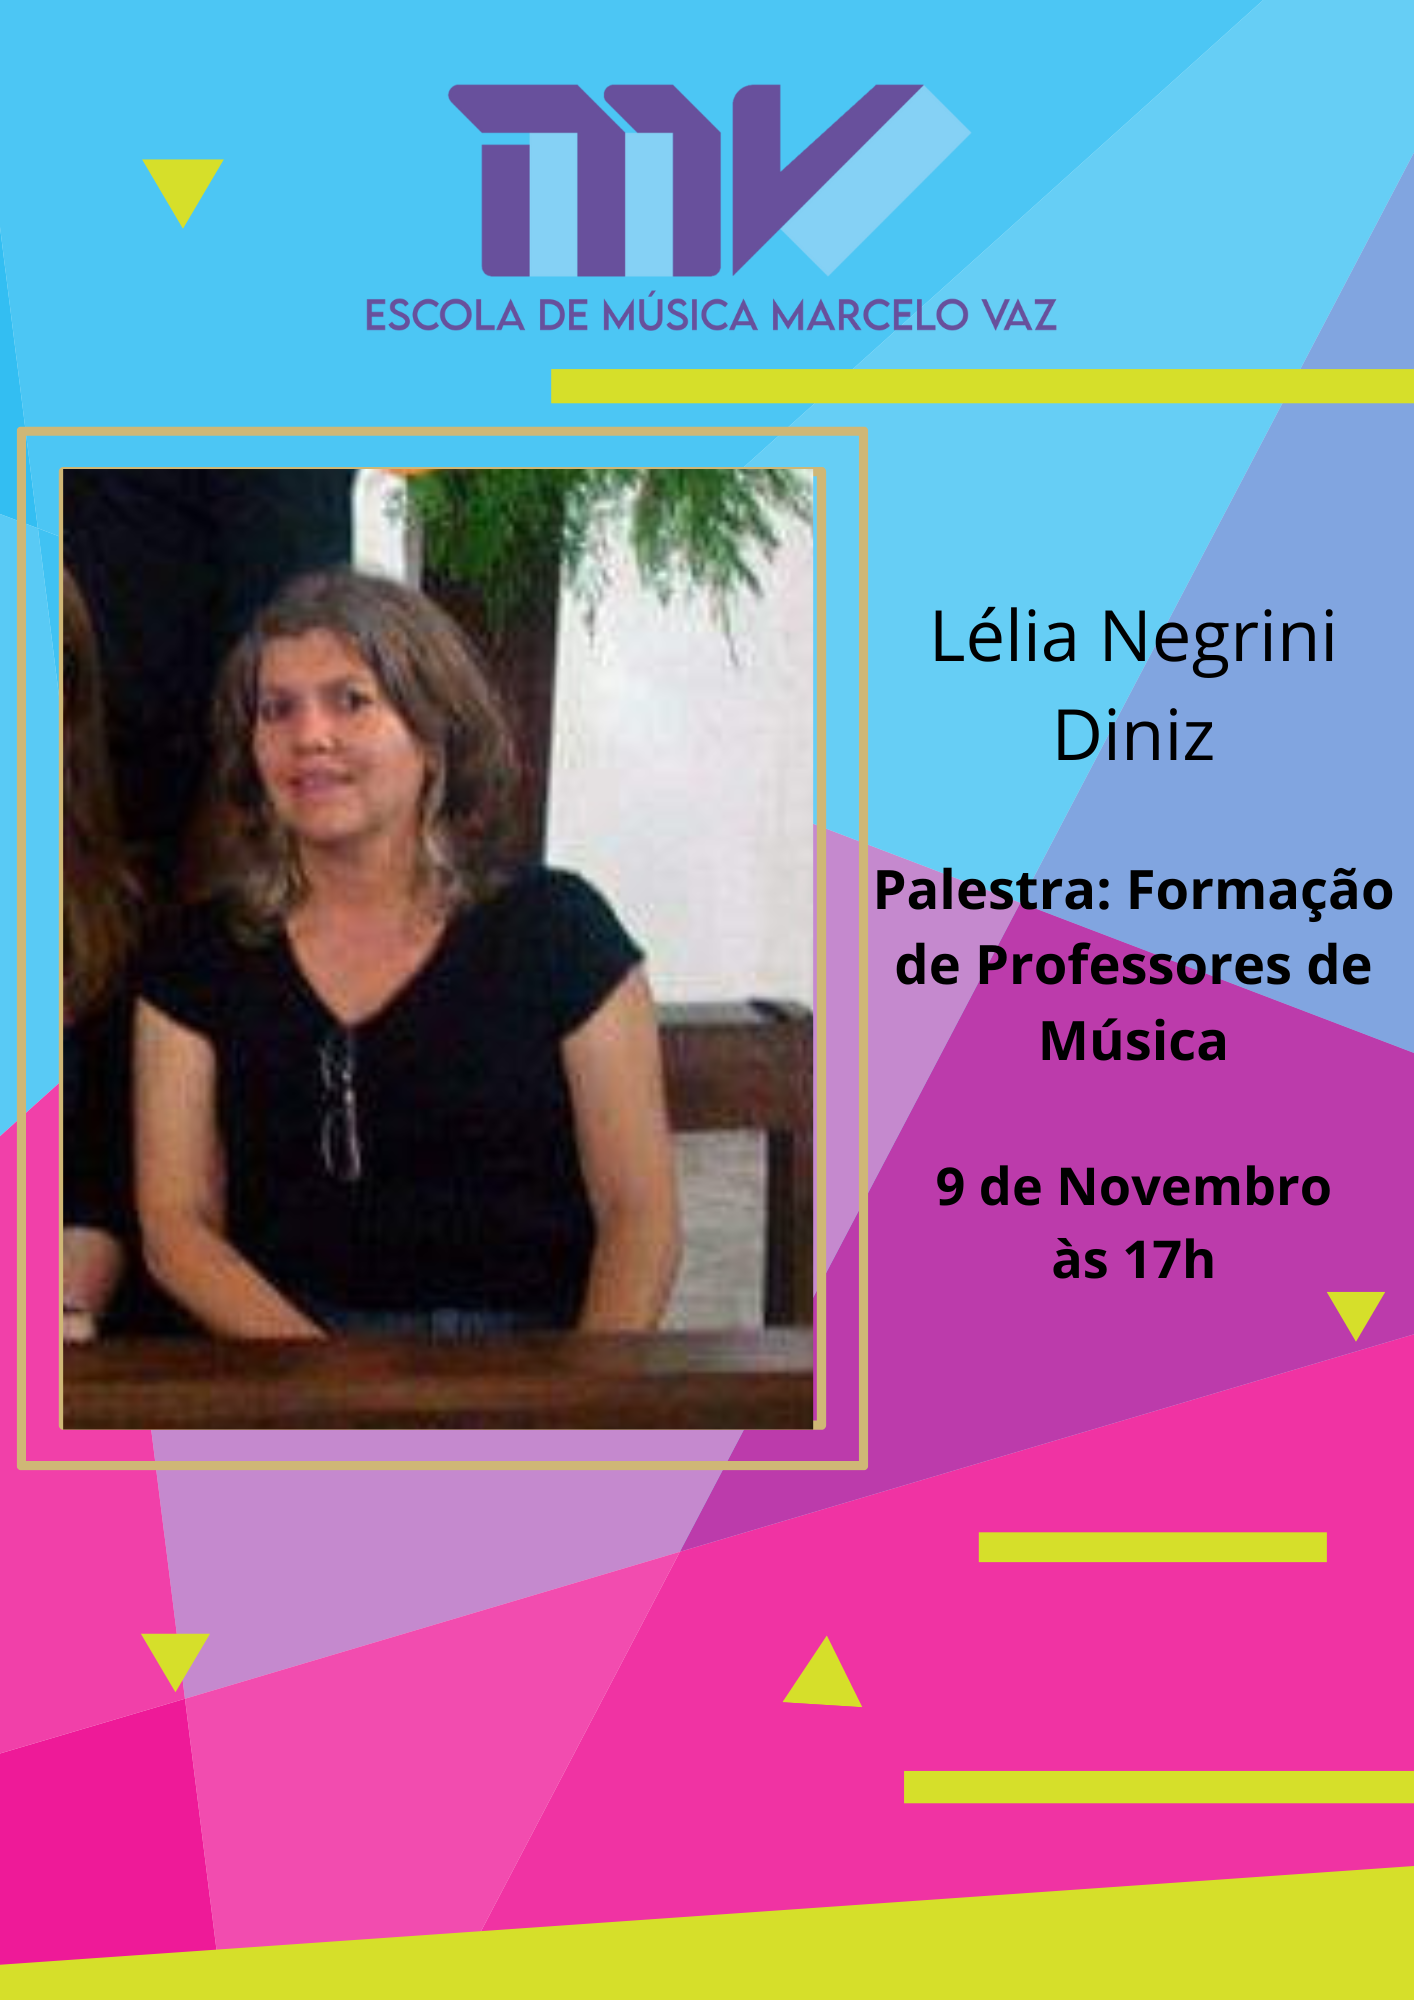 ESCOLA DE MÚSICA MARCELO VAZ
Lélia Negrini
Diniz
Palestra: Formação
de Professores de
Música
9 de Novembro
às 17h